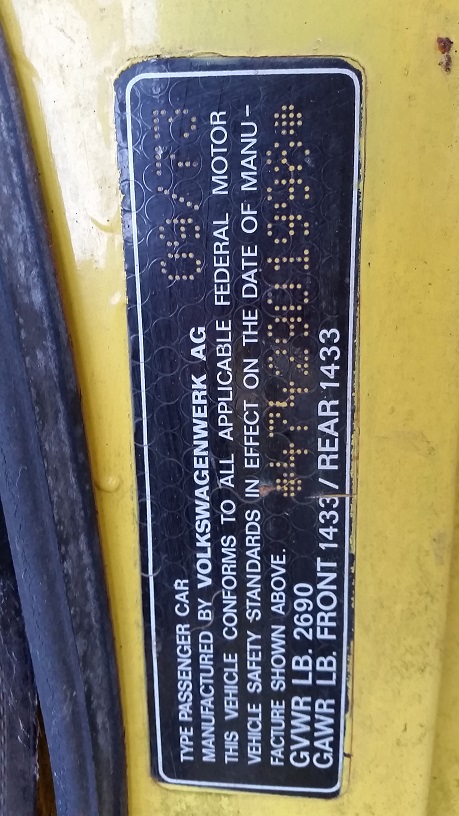 TYPE PASSENGER CAR 09/73
MANUFACTURED BY VOLKSWAGENWERK AG
THIS VEHICLE CONFORMS TO ALL APPLICABLE FEDERAL MOTOR
VEHICLE SAFETY STANDARDS IN EFFECT ON THE DATE OF MANU-
FACTURE SHOWN ABOVE.
GVWR LB. 2690
GAWR LB. FRONT 1433 / REAR 1433